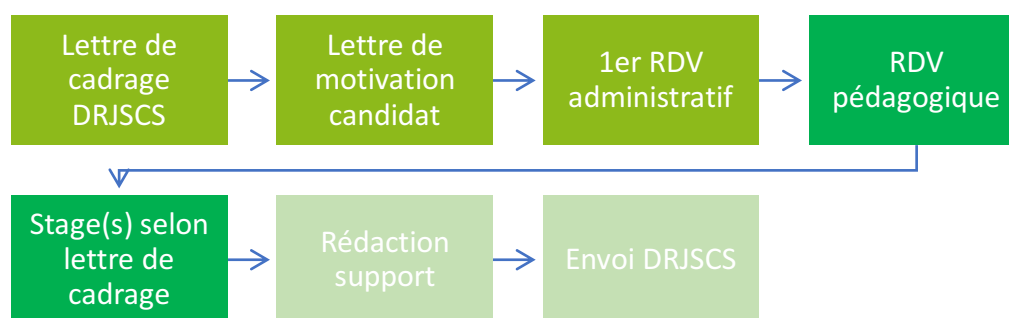 Lettre de
cadrage
DRJSCS
Lettre de
motivation
candidat
1er RDV
administratif
RDV
pédagogique
Stage(s) selon
lettre de
cadrage
Rédaction
support
Envoi DRJSCS